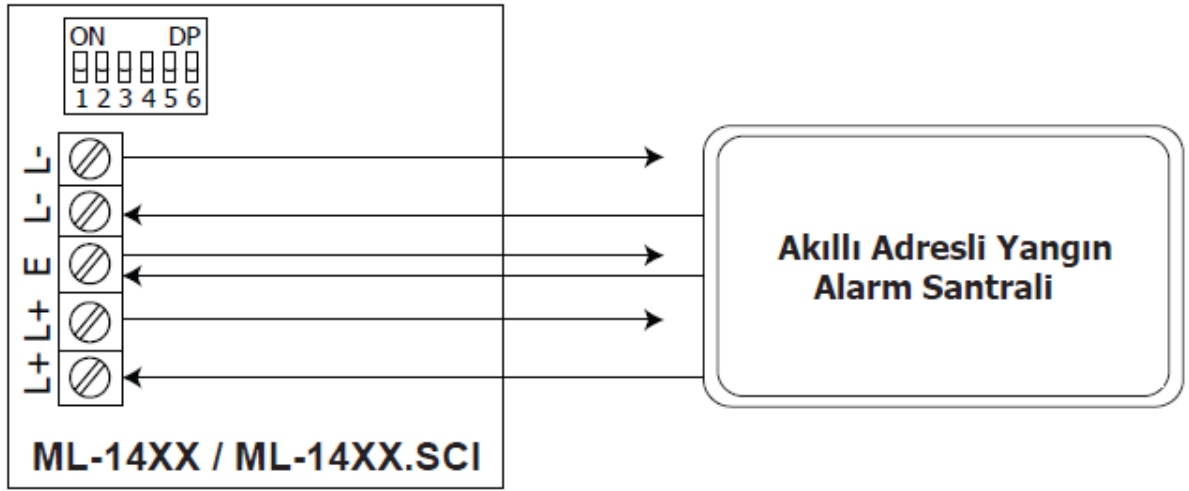 ON DP
1 2 3 4 5 6
L-
L-
E
L+
L+
Akıllı Adresli Yangın
Alarm Santrali
ML-14XX / ML-14XX.SCI